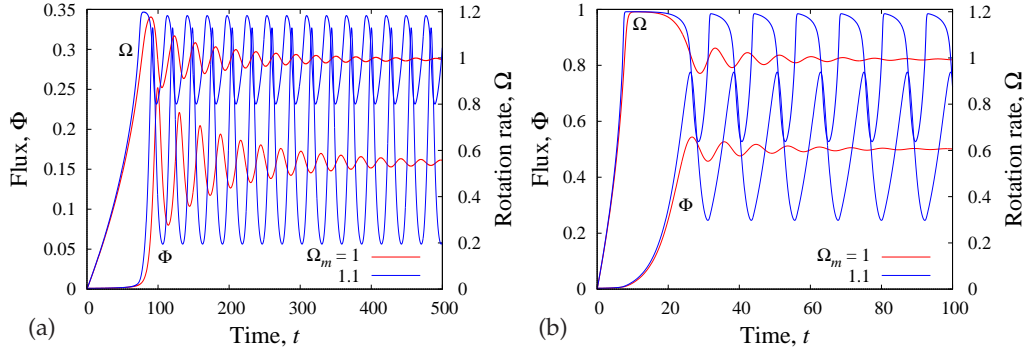 0.35
0.3
0.25
0.2
0.15
0.1
0.05
0
Flux, Φ
1.2
1
0.8
0.6
0.4
0.2
0
Rotation rate, Ω
Ω
Φ
Ωm = 1
1.1
0 100 200 300 400 500
(a)
Time, t
1
0.8
0.6
0.4
0.2
0
Flux, Φ
1.2
1
0.8
0.6
0.4
0.2
0
Rotation rate, Ω
Ω
Φ
Ωm = 1
1.1
0 20 40 60 80 100
(b)
Time, t